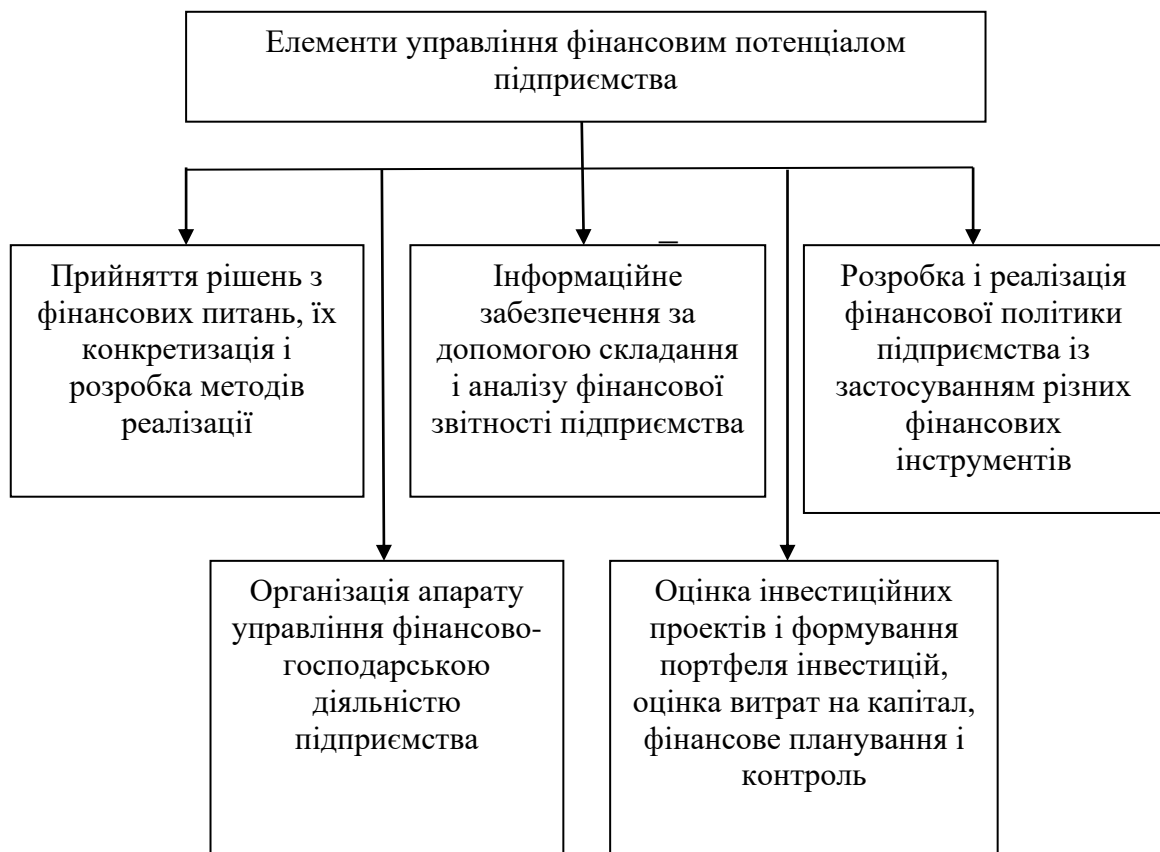 Елементи управління фінансовим потенціалом
підприємства
Прийняття рішень з
фінансових питань, їх
конкретизація і
розробка методів
реалізації
Інформаційне
забезпечення за
допомогою складання
і аналізу фінансової
звітності підприємства
Розробка і реалізація
фінансової політики
підприємства із
застосуванням різних
фінансових
інструментів
Організація апарату
управління фінансово-
господарською
діяльністю
підприємства
Оцінка інвестиційних
проектів і формування
портфеля інвестицій,
оцінка витрат на капітал,
фінансове планування і
контроль